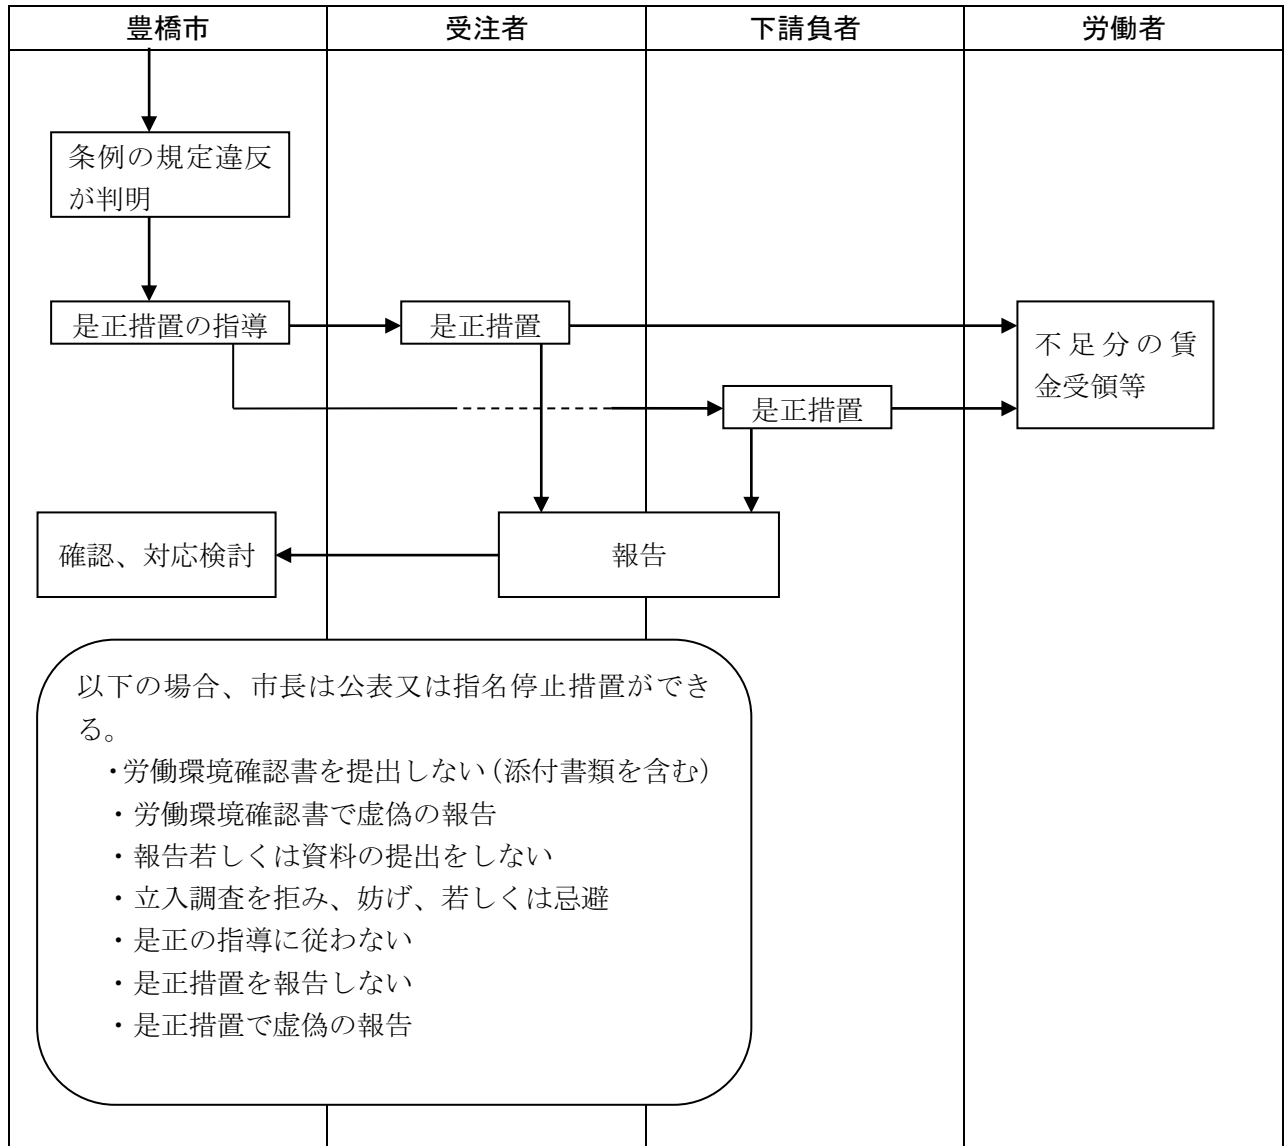 豊橋市
受注者
下請負者
労働者
条例の規定違反
が判明
是正措置の指導
是正措置
不足分の賃
金受領等
是正措置
確認、対応検討
報告
以下の場合、市長は公表又は指名停止措置ができ
る。
・労働環境確認書を提出しない（添付書類を含む）
・労働環境確認書で虚偽の報告
・報告若しくは資料の提出をしない
・立入調査を拒み、妨げ、若しくは忌避
・是正の指導に従わない
・是正措置を報告しない
・是正措置で虚偽の報告